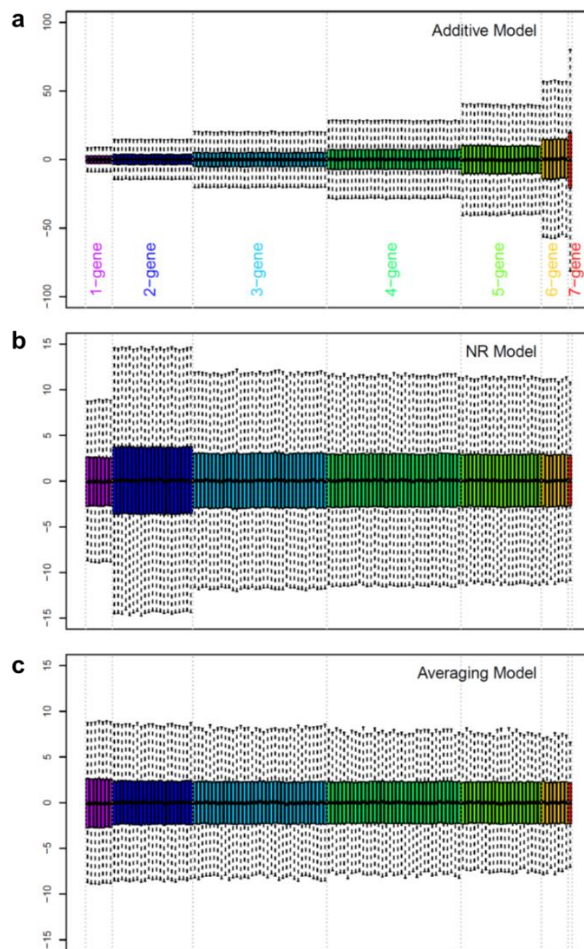 a
Additive Model
100
50
0
-50
-100
1-gene
2-gene
3-gene
4-gene
5-gene
6-gene
7-gene
b
NR Model
15
10
5
0
-5
-10
-15
c
Averaging Model
15
10
5
0
-5
-10
-15